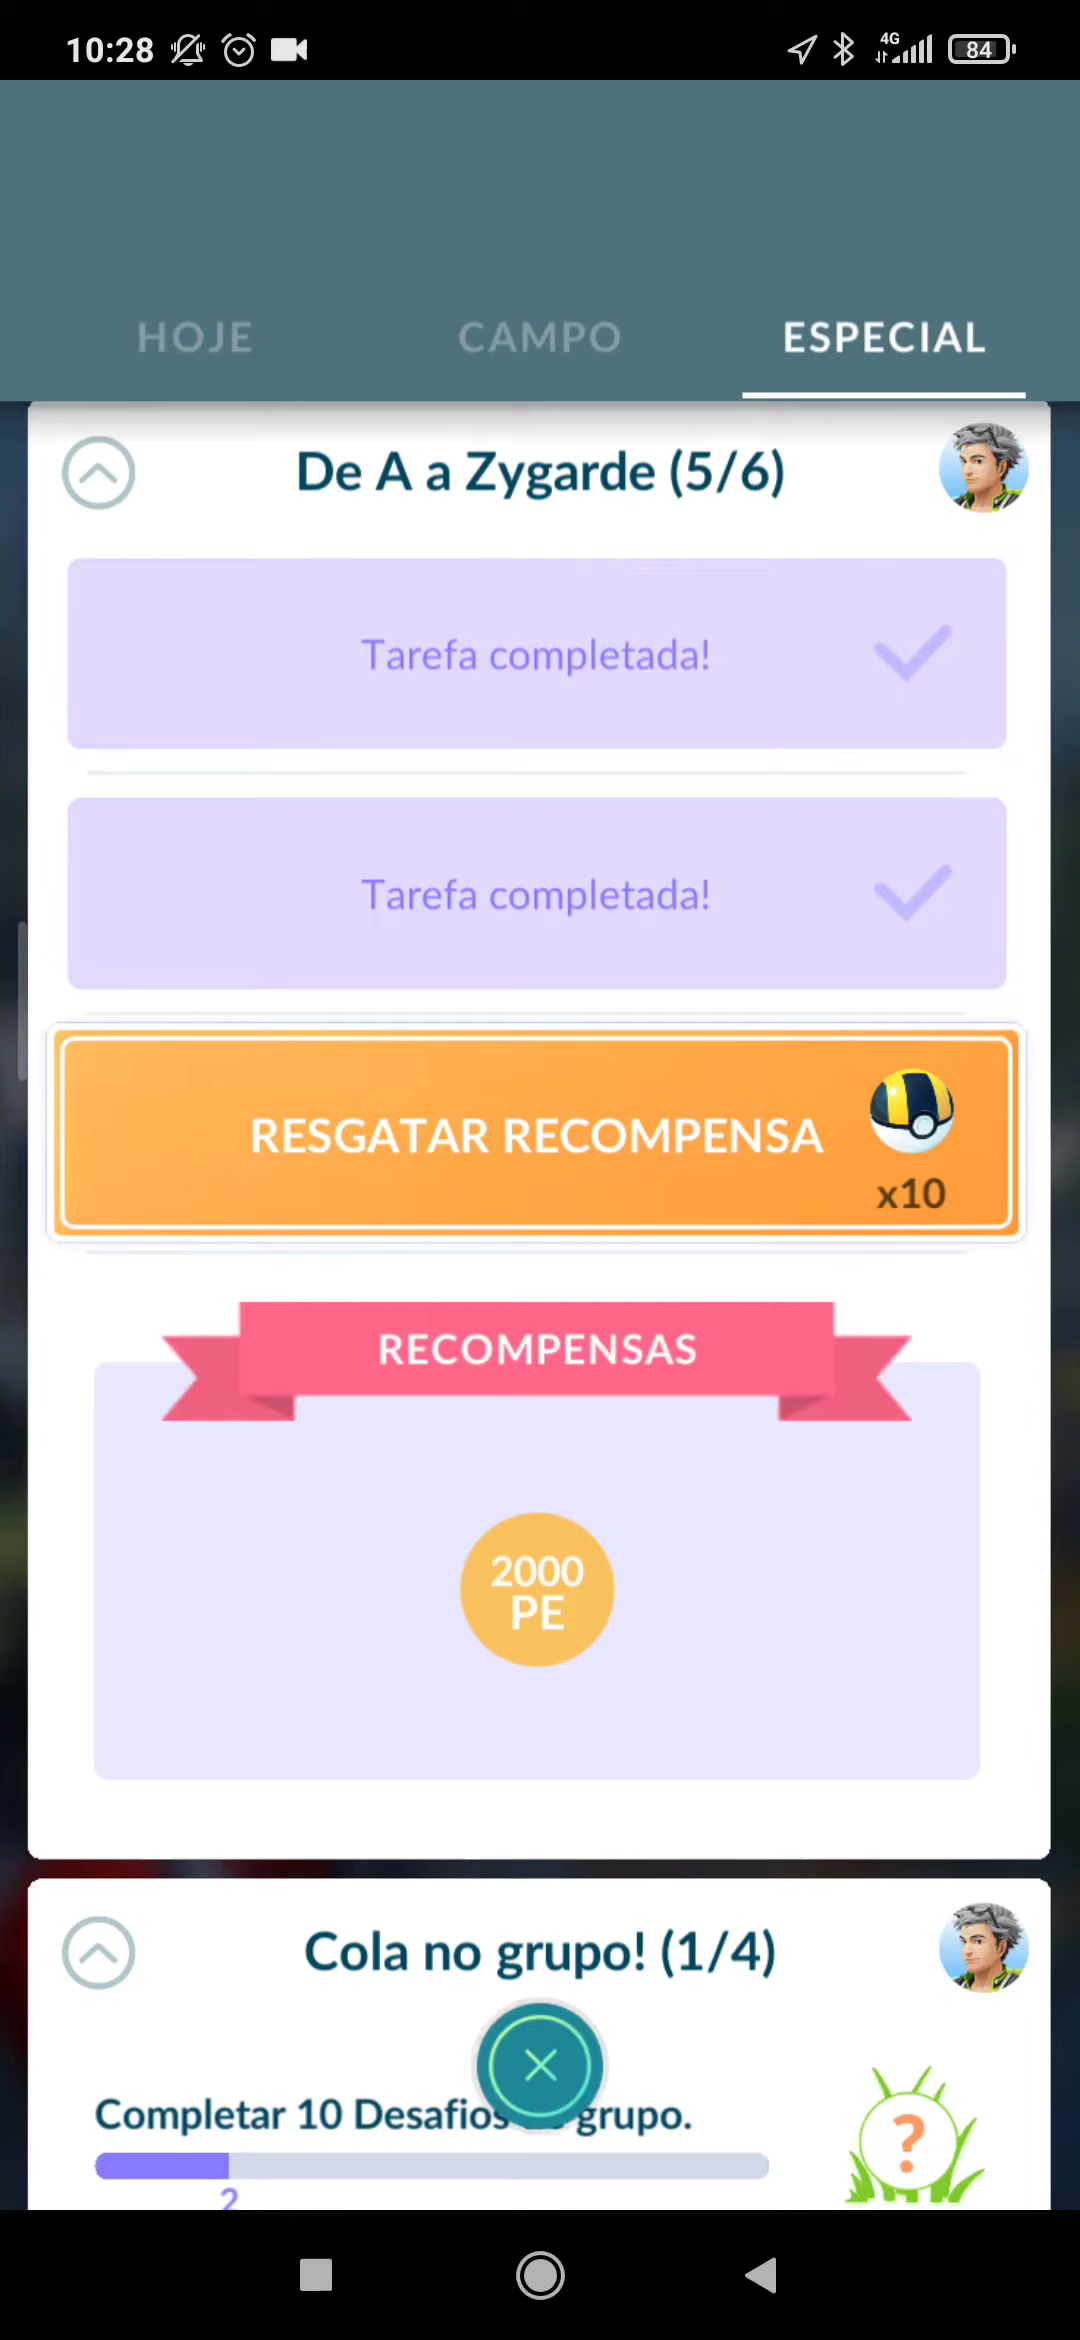 10:28
4G
84
HOJE
CAMPO
ESPECIAL
De A a Zygarde (5/6)
Tarefa completada!
Tarefa completada!
RESGATAR RECOMPENSA
x10
RECOMPENSAS
2000
PE
Cola no grupo! (1/4)
Completar 10 Desafios grupo.
?
2